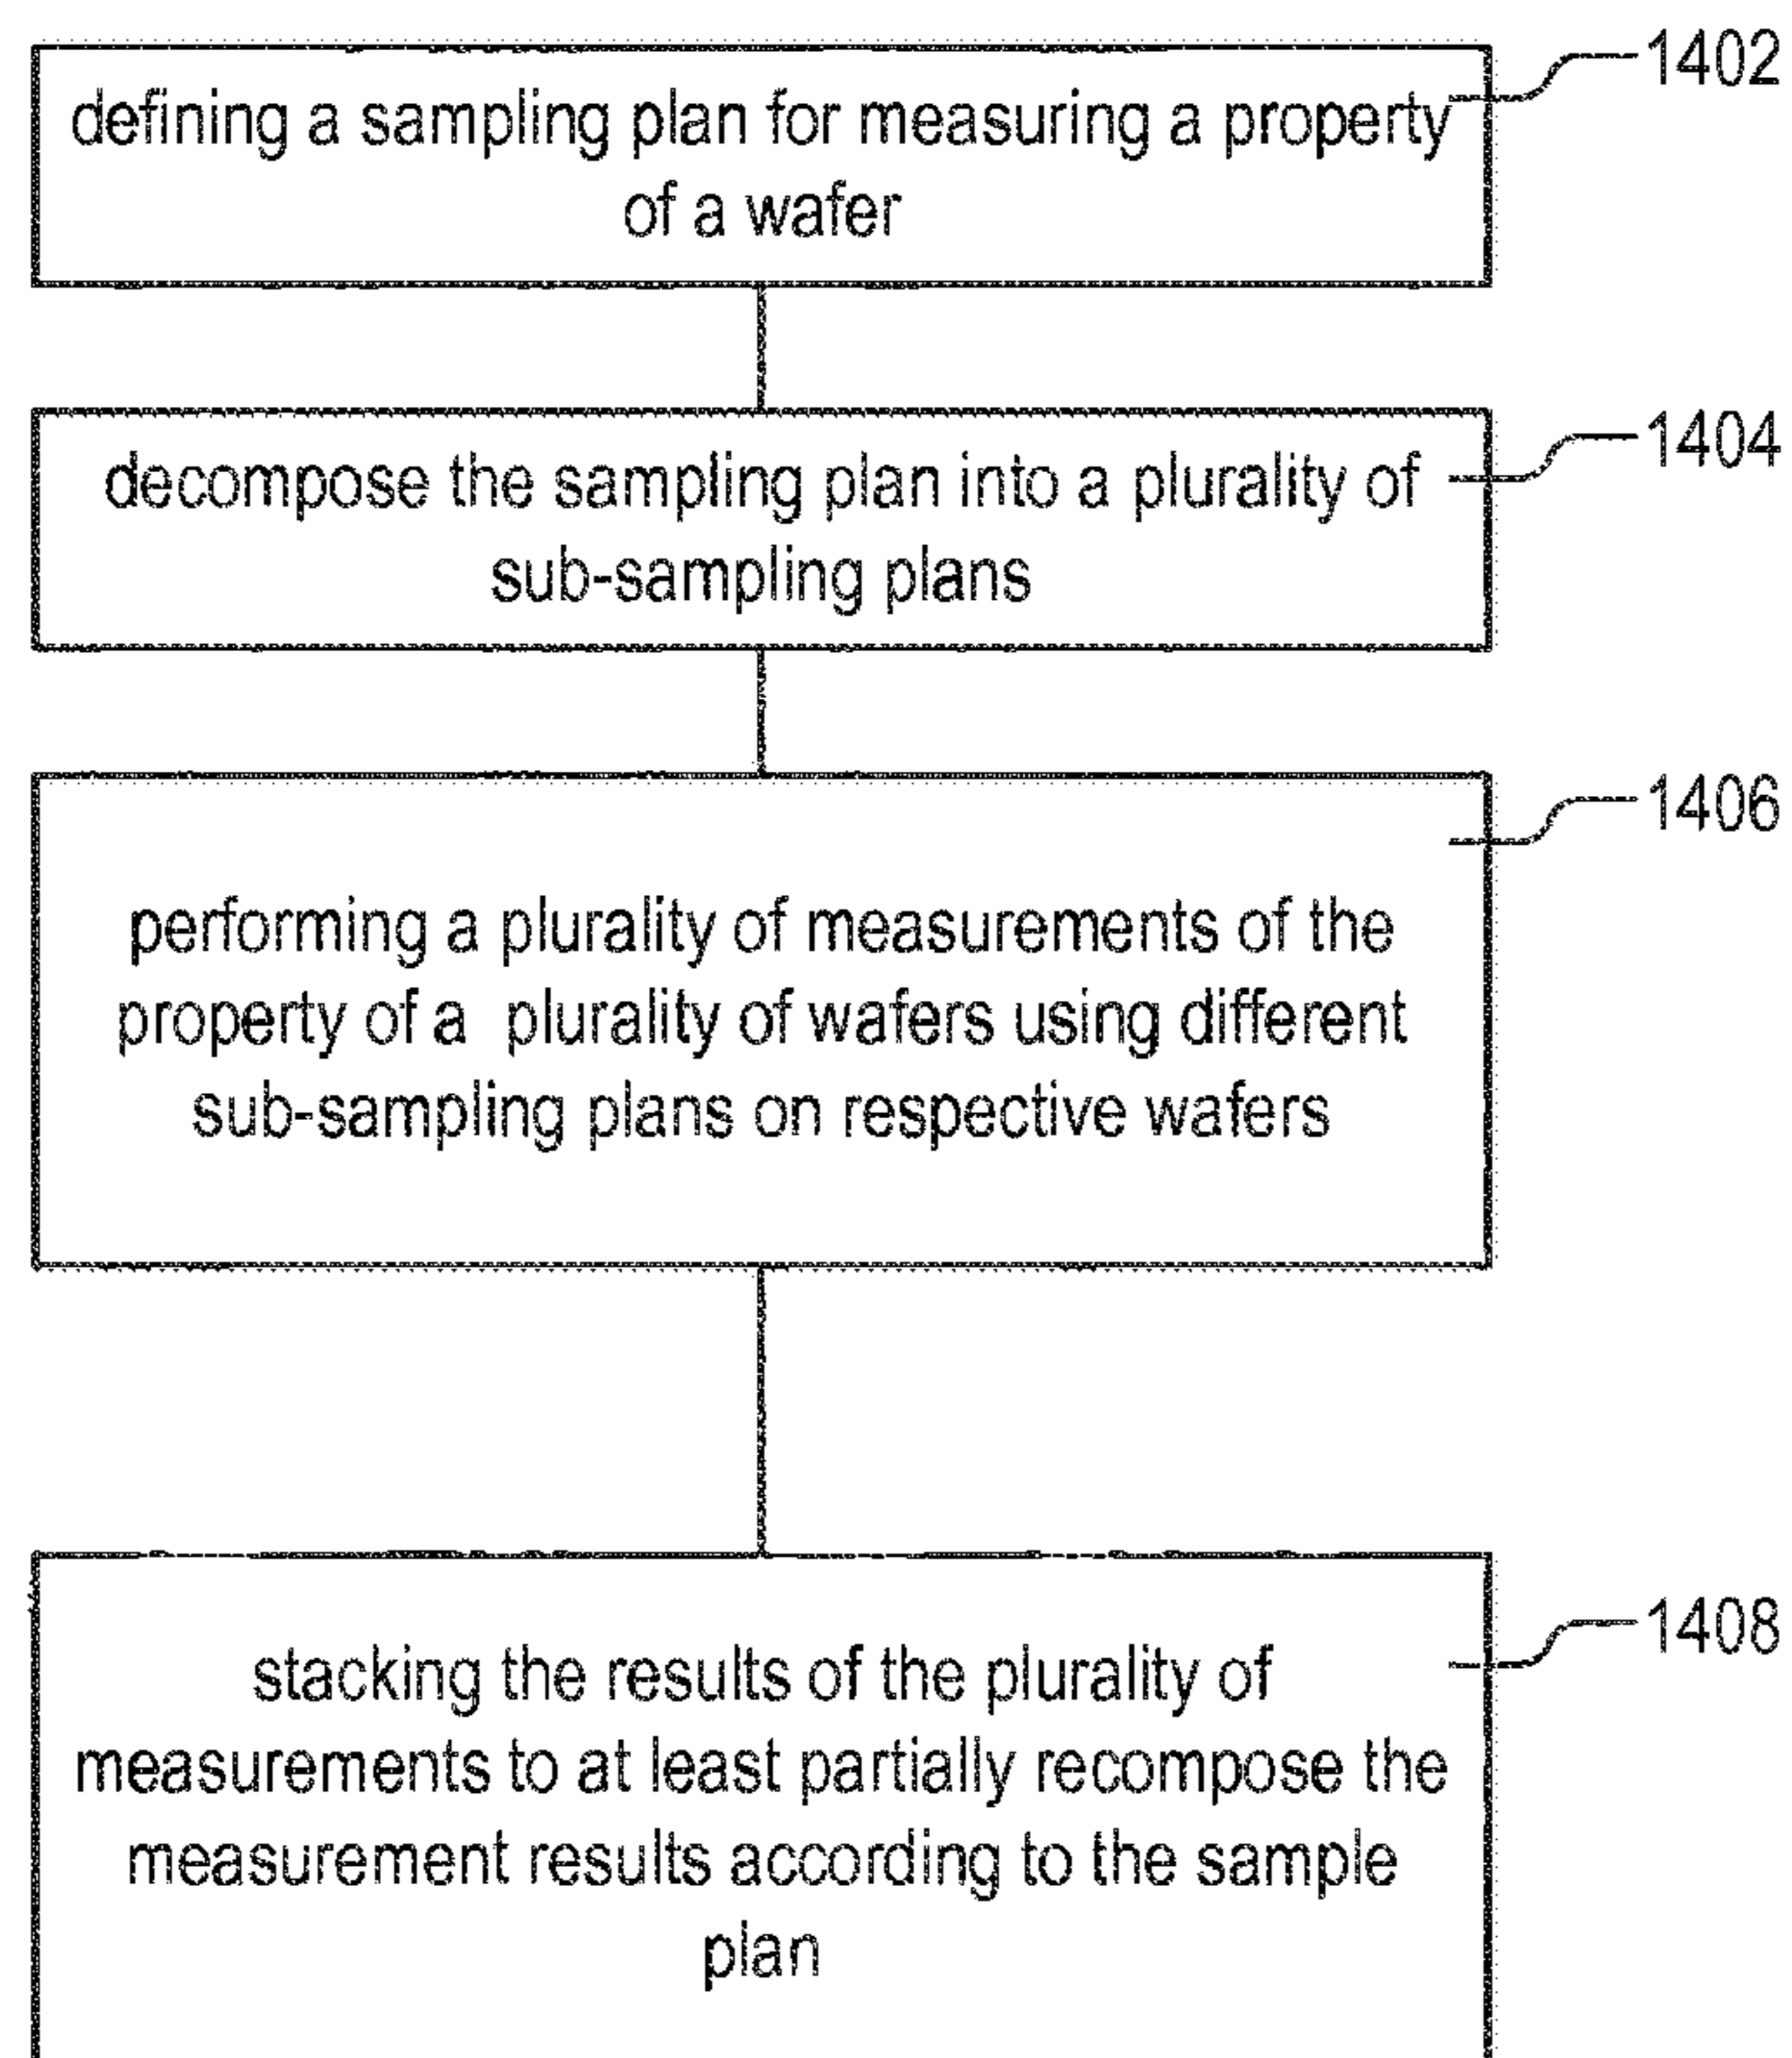 1402
defining a sampling plan for measuring a property
of a wafer
1404
decompose the sampling plan into a plurality of
sub-sampling plans
1406
performing a plurality of measurements of the
property of a plurality of wafers using different
sub-sampling plans on respective wafers
1408
stacking the results of the plurality of
measurements to at least partially recompose the
measurement results according to the sample
plan